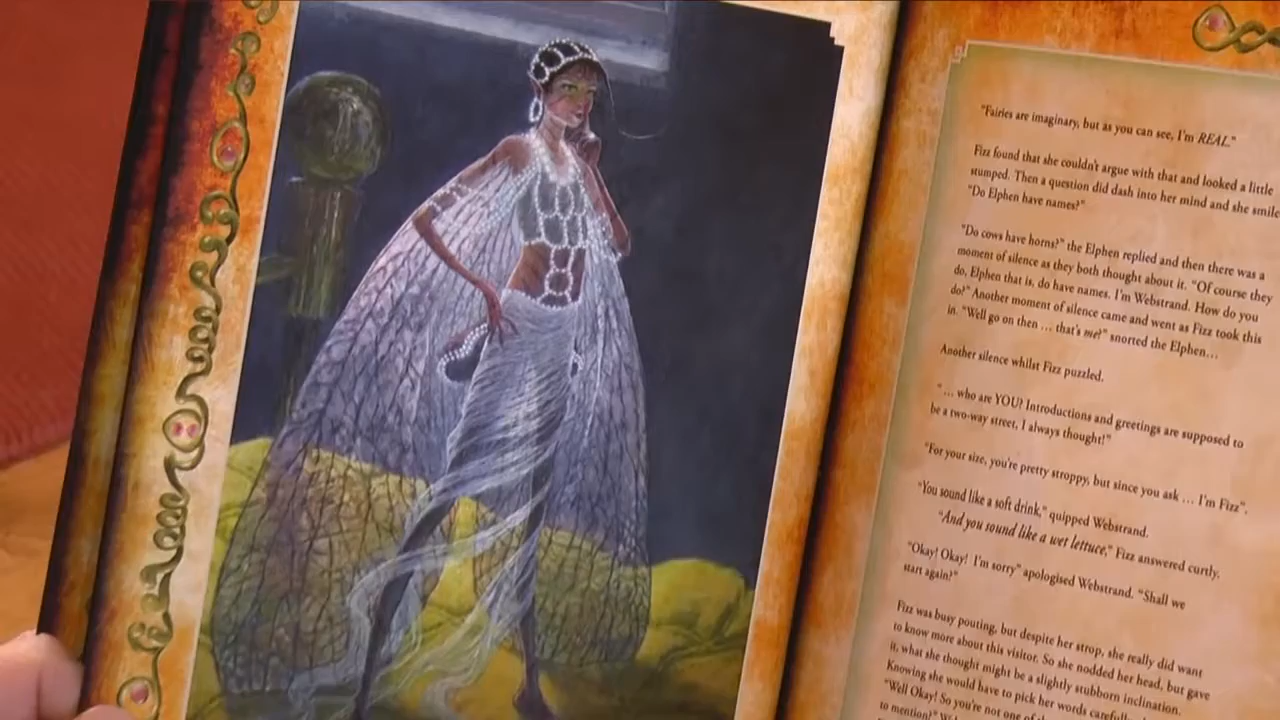 "Fairies are imaginary, but as you can see, I'm REAL."
Fizz found that she couldn't argue with that and looked a little
stumped. Then a question did dash into her mind and she smile
"Do Elphen have names?"
"Do cows have horns?" the Elphen replied and then there was a
moment of silence as they both thought about it. "Of course they
do, Elphen that is, do have names. I'm Webstrand. How do you
do?" Another moment of silence came and went as Fizz took this
in. "Well go on then ... that's me?" snorted the Elphen...
Another silence whilst Fizz puzzled.
"... who are YOU? Introductions and greetings are supposed to
be a two-way street, I always thought!"
"For your size, you're pretty stroppy, but since you ask ... I'm Fizz".
"You sound like a soft drink," quipped Webstrand.
"And you sound like a wet lettuce," Fizz answered curtly.
"Okay! Okay! I'm sorry" apologised Webstrand. "Shall we
start again?"
Fizz was busy pouting, but despite her strop, she really did want
to know more about this visitor. So she nodded her head, but gave
it, what she thought might be a slightly stubborn inclination.
Knowing she would have to pick her words carefully
"Well Okay! So you're not one of
to mention?"